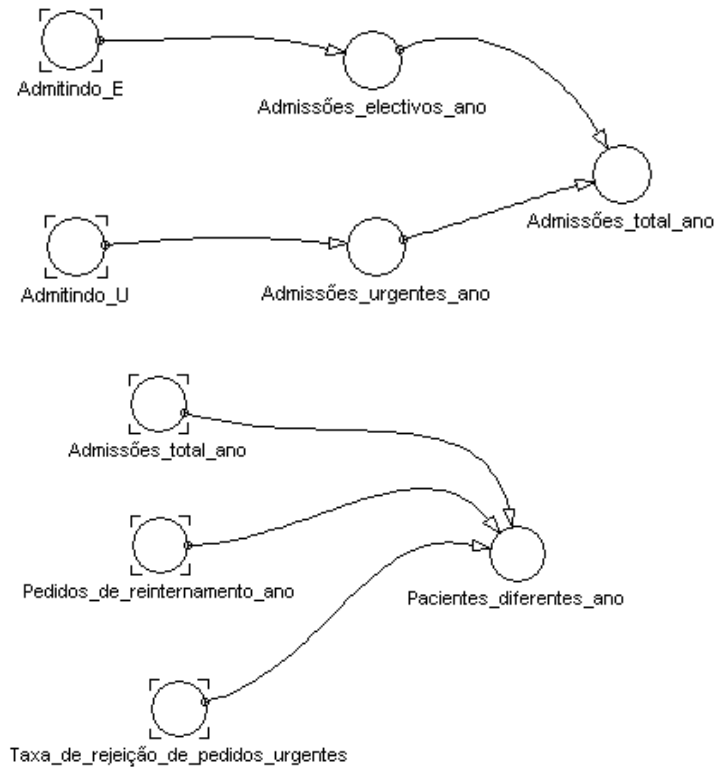 Admitindo_E
Admissões_electivos_ano
Admissões_total_ano
Admitindo_U
Admissões_urgentes_ano
Admissões_total_ano
Pedidos_de_reinternamento_ano
Pacientes_diferentes_ano
Taxa_de_rejeição_de_pedidos_urgentes